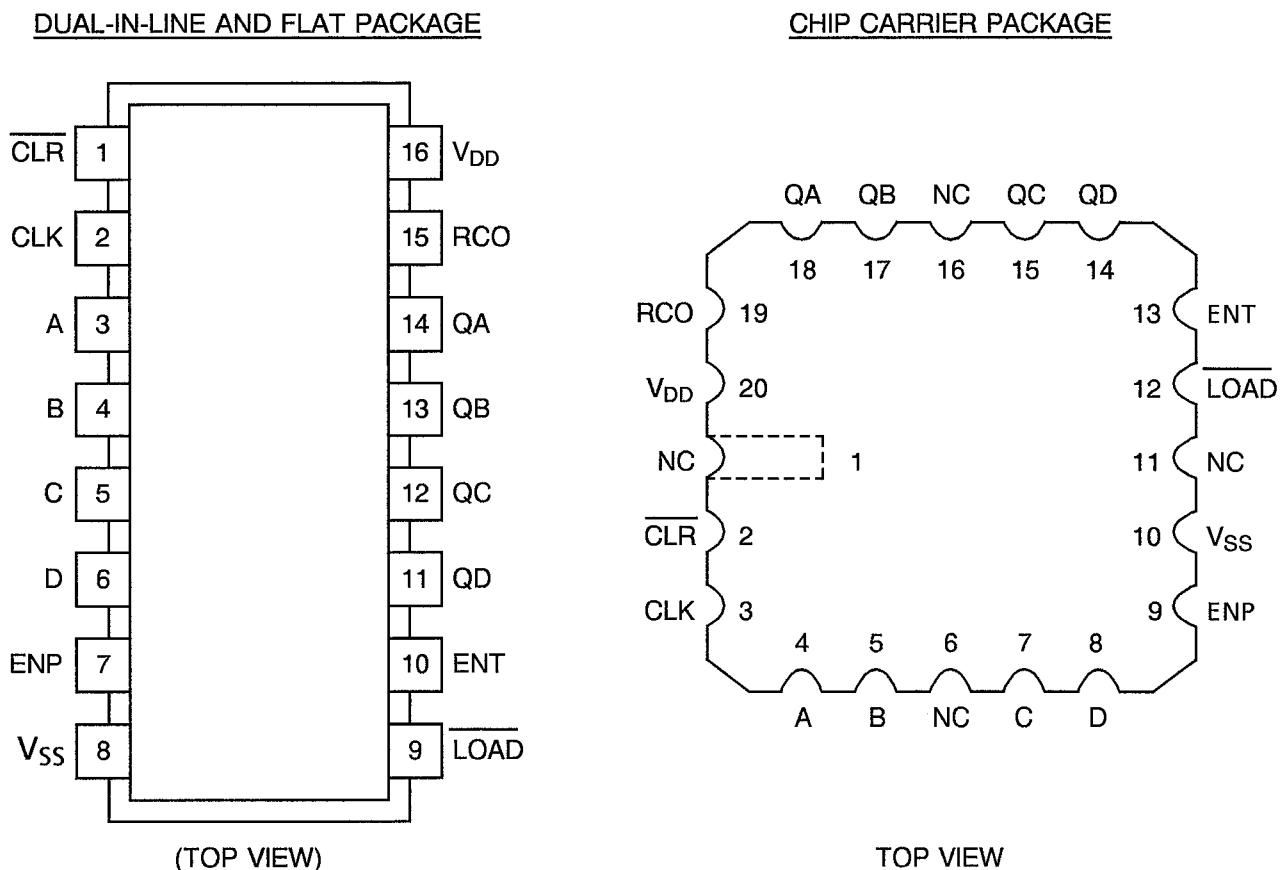 DUAL-IN-LINE AND FLAT PACKAGE
CLR 1 16 VDD
CLK 2 15 RCO
A 3 14 QA
B 4 13 QB
C 5 12 QC
D 6 11 QD
ENP 7 10 ENT
VSS 8 9 LOAD
(TOP VIEW)
CHIP CARRIER PACKAGE
QA QB NC QC QD
18 17 16 15 14
RCO 19 13 ENT
VDD 20 12 LOAD
NC 1 11 NC
CLR 2 10 VSS
CLK 3 9 ENP
4 5 6 7 8
A B NC C D
TOP VIEW